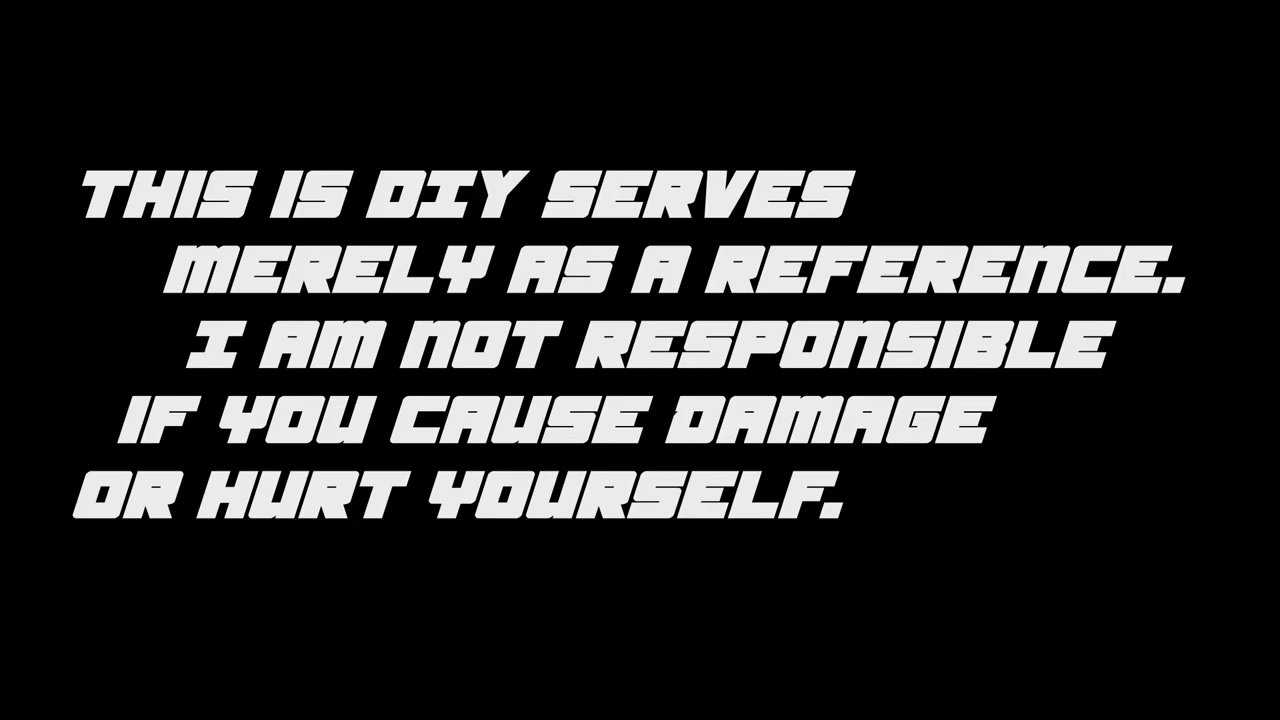 THIS IS DIY SERVES
MERELY AS A REFERENCE.
I AM NOT RESPONSIBLE
IF YOU CAUSE DAMAGE
OR HURT YOURSELF.